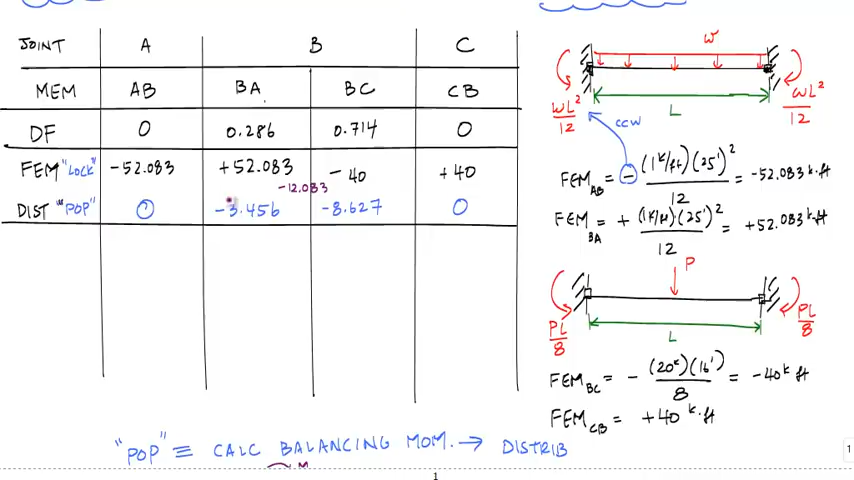 JOINT A B C
MEM AB BA BC CB
DF 0 0.286 0.714 0
FEM "LOCK" -52.083 +52.083 -40 +40
-12.083
DIST "POP" 0 -3.456 -8.627 0
"POP" ≡ CALC BALANCING MOM. → DISTRIB
M
1
W
WL²/12
WL²/12
L
CCW
FEM_AB = - (1k/ft)(25')²/12 = -52.083 k.ft
FEM_BA = + (1k/ft)(25')²/12 = +52.083 k.ft
P
PL/8
PL/8
L
FEM_BC = - (20k)(16')/8 = -40 k ft
FEM_CB = +40 k.ft